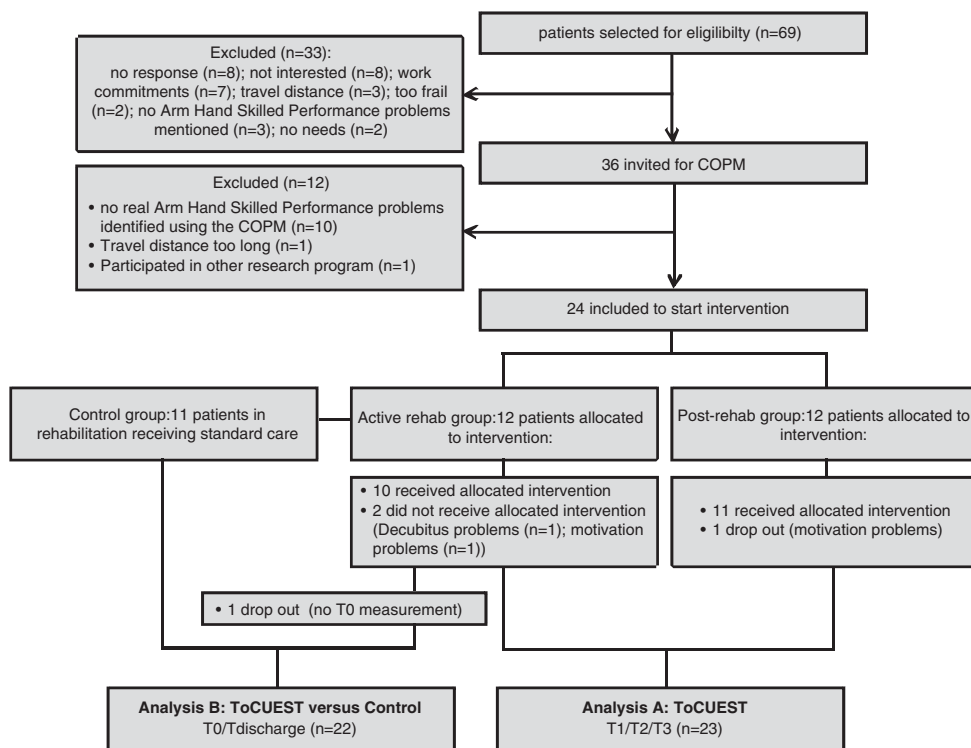 patients selected for eligilibilty (n=69)
Excluded (n=33):
no response (n=8); not interested (n=8); work
commitments (n=7); travel distance (n=3); too frail
(n=2); no Arm Hand Skilled Performance problems
mentioned (n=3); no needs (n=2)
36 invited for COPM
Excluded (n=12)
• no real Arm Hand Skilled Performance problems
identified using the COPM (n=10)
• Travel distance too long (n=1)
• Participated in other research program (n=1)
24 included to start intervention
Control group:11 patients in
rehabilitation receiving standard care
Active rehab group:12 patients allocated
to intervention:
Post-rehab group:12 patients allocated to
intervention:
• 10 received allocated intervention
• 2 did not receive allocated intervention
(Decubitus problems (n=1); motivation
problems (n=1))
• 11 received allocated intervention
• 1 drop out (motivation problems)
• 1 drop out (no T0 measurement)
Analysis B: ToCUEST versus Control
T0/Tdischarge (n=22)
Analysis A: ToCUEST
T1/T2/T3 (n=23)